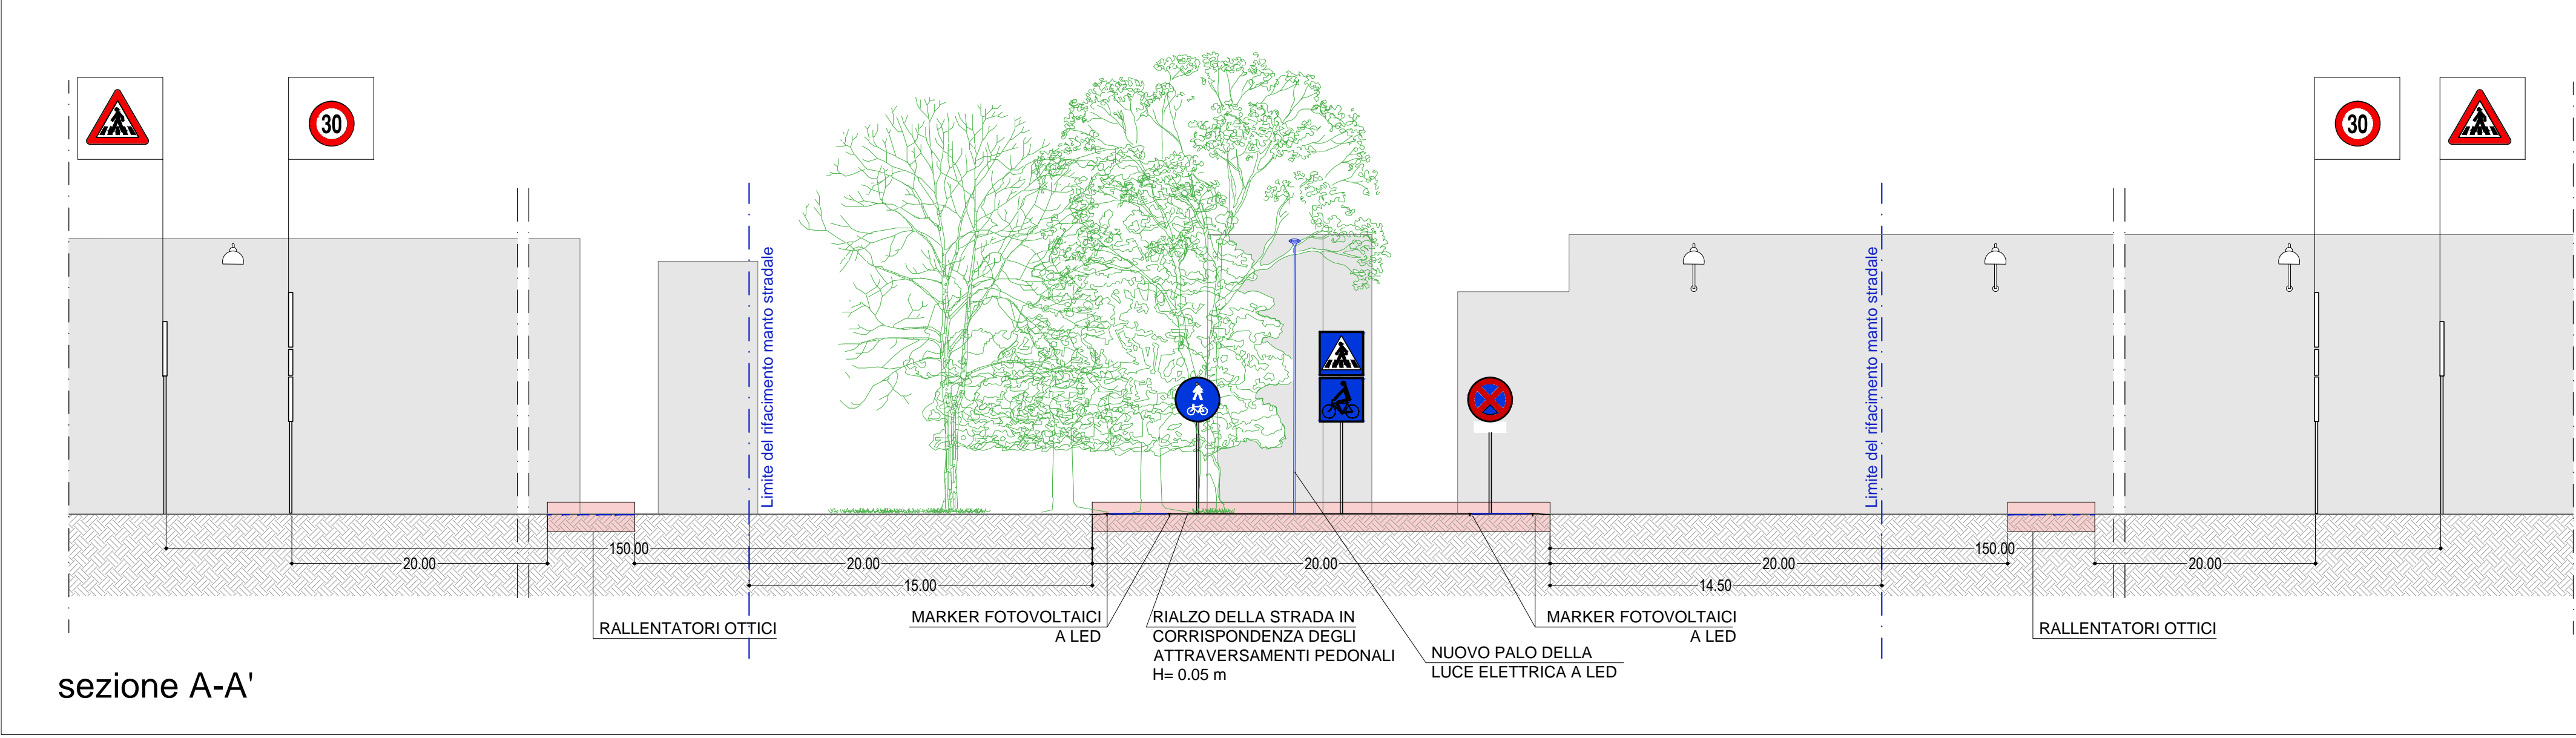 30
30
Limite del rifacimento manto stradale
Limite del rifacimento manto stradale
150.00
150.00
20.00
20.00
20.00
20.00
20.00
15.00
14.50
RALLENTATORI OTTICI
MARKER FOTOVOLTAICI
A LED
RIALZO DELLA STRADA IN
CORRISPONDENZA DEGLI
ATTRAVERSAMENTI PEDONALI
H= 0.05 m
NUOVO PALO DELLA
LUCE ELETTRICA A LED
MARKER FOTOVOLTAICI
A LED
RALLENTATORI OTTICI
sezione A-A'